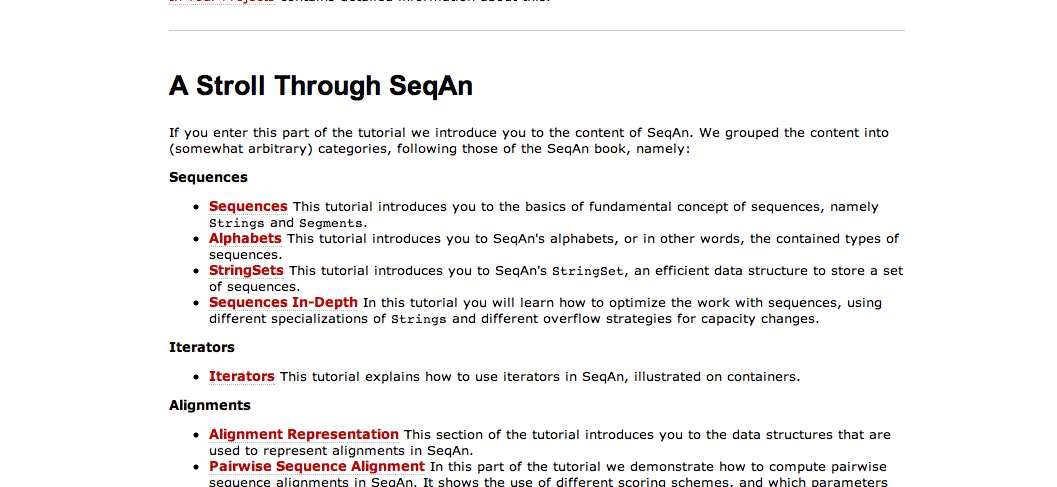 in Your Projects contains detailed information about this.
A Stroll Through SeqAn
If you enter this part of the tutorial we introduce you to the content of SeqAn. We grouped the content into
(somewhat arbitrary) categories, following those of the SeqAn book, namely:
Sequences
• Sequences This tutorial introduces you to the basics of fundamental concept of sequences, namely
Strings and Segments.
• Alphabets This tutorial introduces you to SeqAn's alphabets, or in other words, the contained types of
sequences.
• StringSets This tutorial introduces you to SeqAn's StringSet, an efficient data structure to store a set
of sequences.
• Sequences In-Depth In this tutorial you will learn how to optimize the work with sequences, using
different specializations of Strings and different overflow strategies for capacity changes.
Iterators
• Iterators This tutorial explains how to use iterators in SeqAn, illustrated on containers.
Alignments
• Alignment Representation This section of the tutorial introduces you to the data structures that are
used to represent alignments in SeqAn.
• Pairwise Sequence Alignment In this part of the tutorial we demonstrate how to compute pairwise
sequence alignments in SeqAn. It shows the use of different scoring schemes, and which parameters